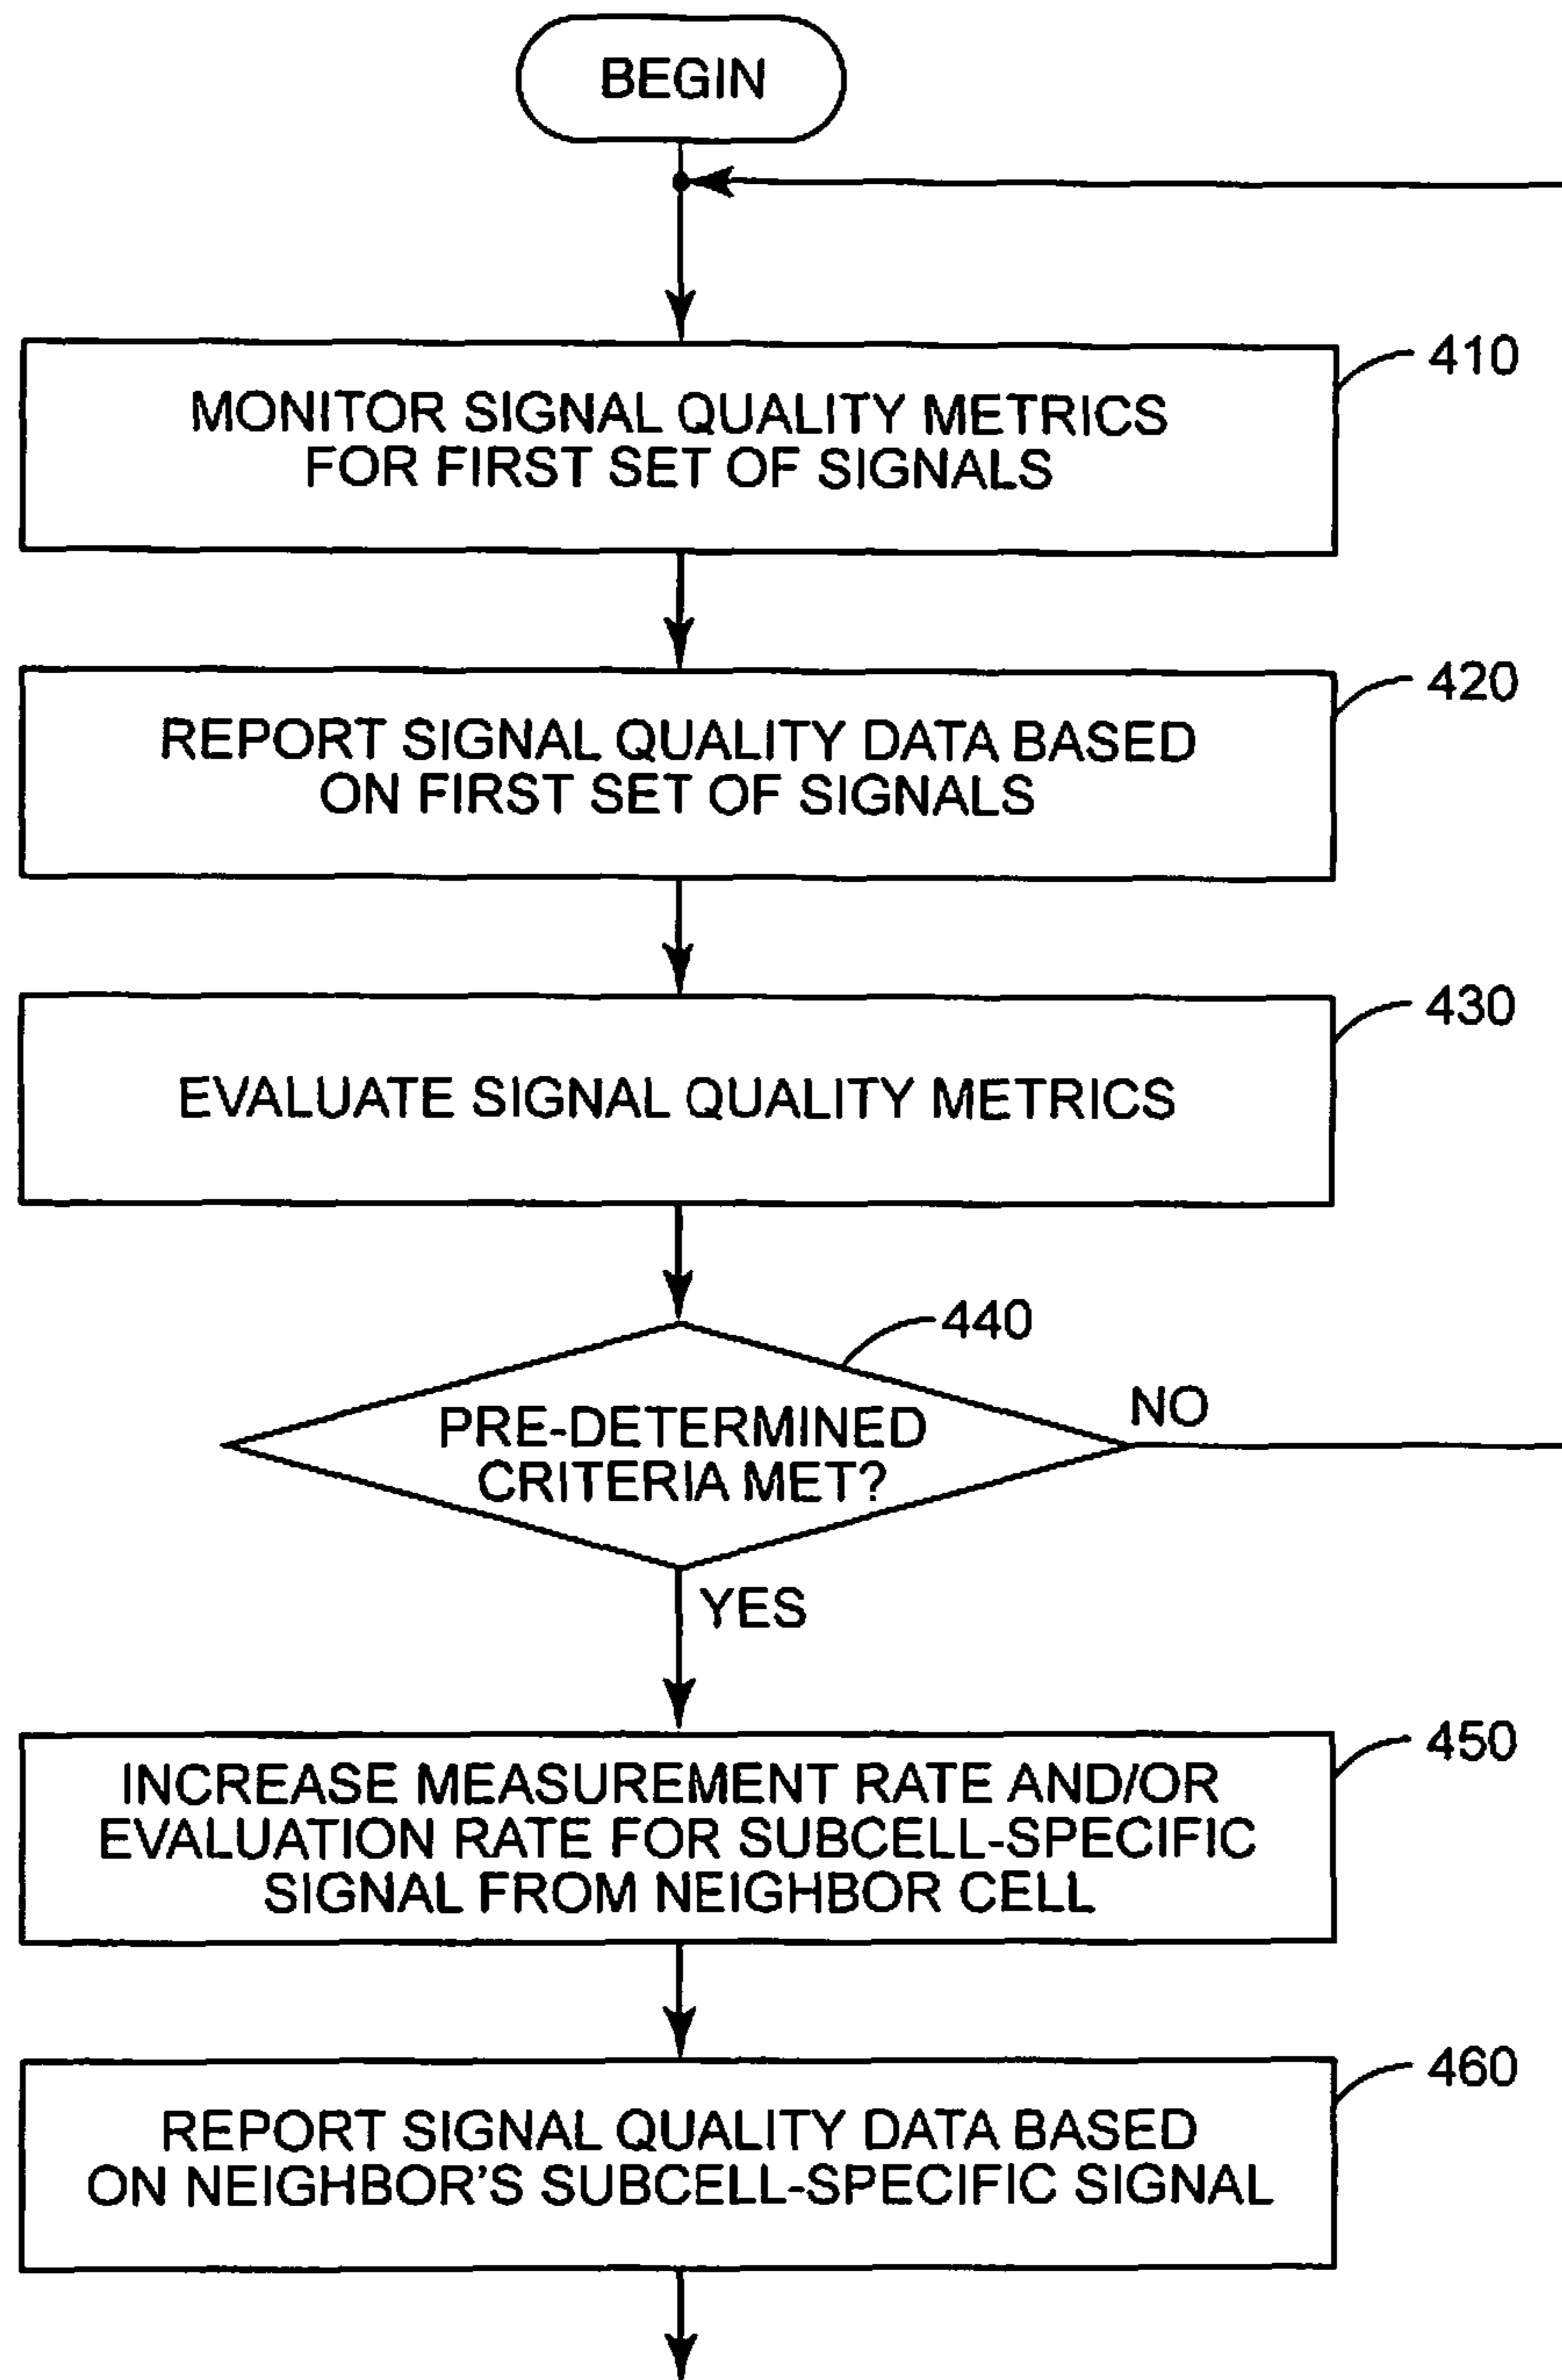 BEGIN
MONITOR SIGNAL QUALITY METRICS
FOR FIRST SET OF SIGNALS
410
REPORT SIGNAL QUALITY DATA BASED
ON FIRST SET OF SIGNALS
420
EVALUATE SIGNAL QUALITY METRICS
430
440
PRE-DETERMINED
CRITERIA MET?
NO
YES
INCREASE MEASUREMENT RATE AND/OR
EVALUATION RATE FOR SUBCELL-SPECIFIC
SIGNAL FROM NEIGHBOR CELL
450
REPORT SIGNAL QUALITY DATA BASED
ON NEIGHBOR'S SUBCELL-SPECIFIC SIGNAL
460